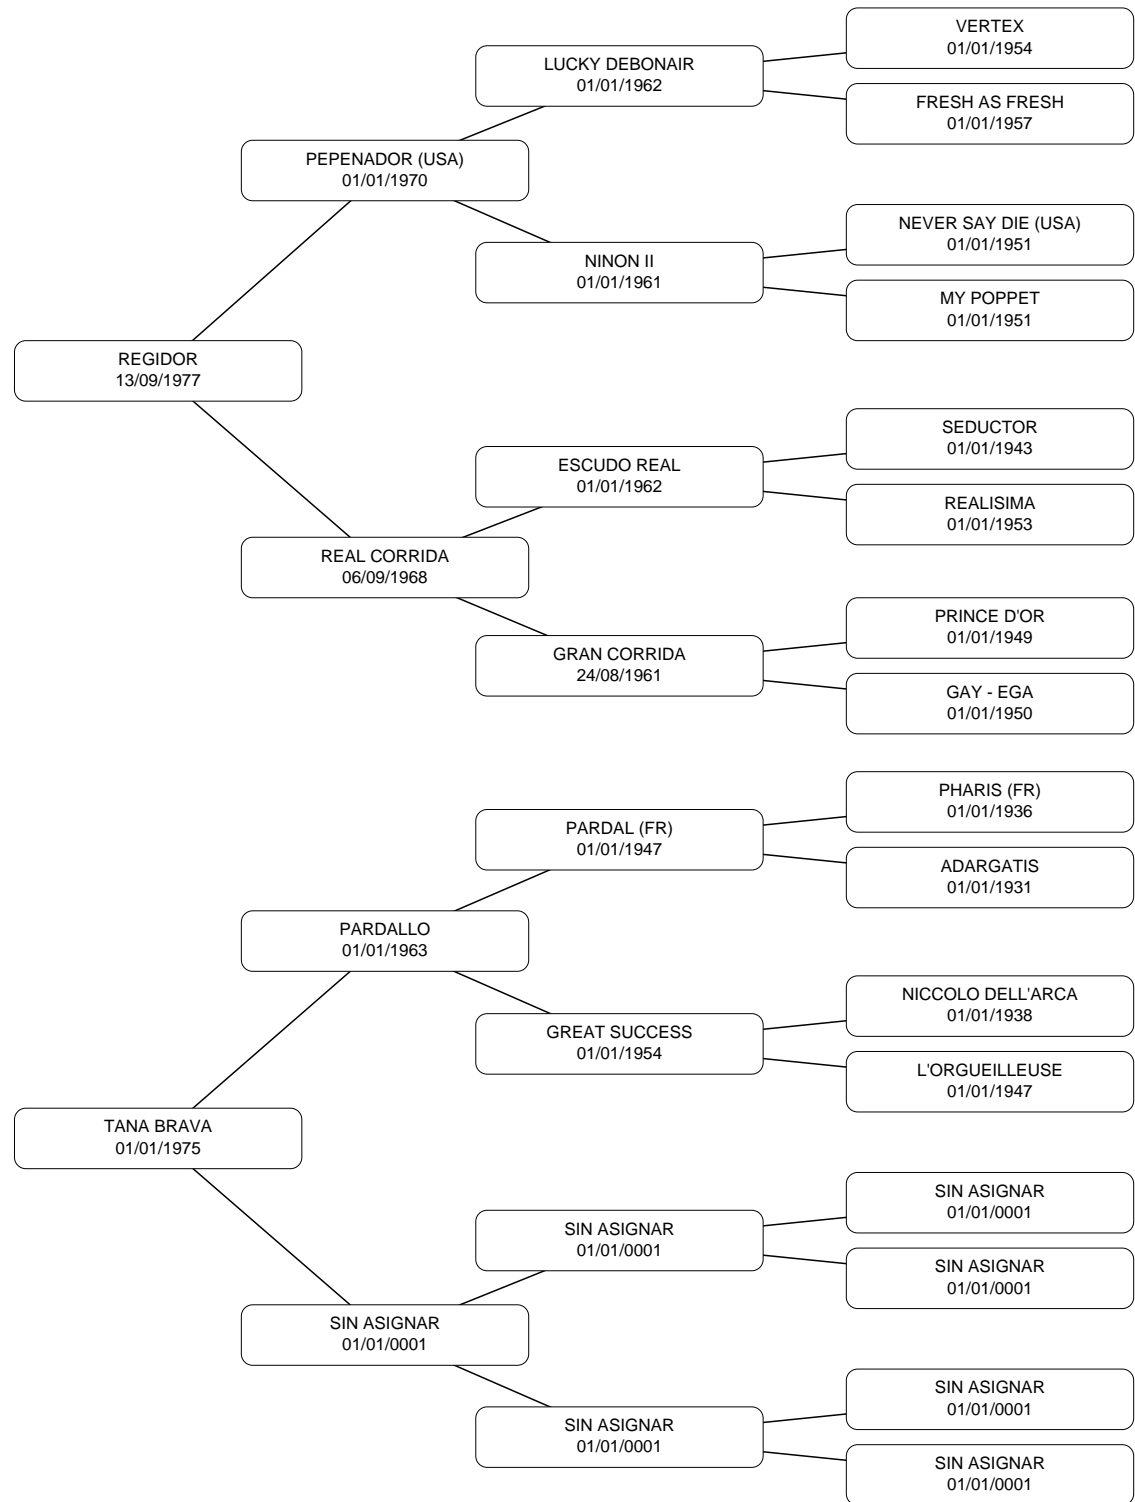 VERTEX
01/01/1954
LUCKY DEBONAIR
01/01/1962
FRESH AS FRESH
01/01/1957
PEPENADOR (USA)
01/01/1970
NEVER SAY DIE (USA)
01/01/1951
NINON II
01/01/1961
MY POPPET
01/01/1951
REGIDOR
13/09/1977
SEDUCTOR
01/01/1943
ESCUDO REAL
01/01/1962
REALISIMA
01/01/1953
REAL CORRIDA
06/09/1968
PRINCE D'OR
01/01/1949
GRAN CORRIDA
24/08/1961
GAY - EGA
01/01/1950
PHARIS (FR)
01/01/1936
PARDAL (FR)
01/01/1947
ADARGATIS
01/01/1931
PARDALLO
01/01/1963
NICCOLO DELL'ARCA
01/01/1938
GREAT SUCCESS
01/01/1954
L'ORGUEILLEUSE
01/01/1947
TANA BRAVA
01/01/1975
SIN ASIGNAR
01/01/0001
SIN ASIGNAR
01/01/0001
SIN ASIGNAR
01/01/0001
SIN ASIGNAR
01/01/0001
SIN ASIGNAR
01/01/0001
SIN ASIGNAR
01/01/0001
SIN ASIGNAR
01/01/0001